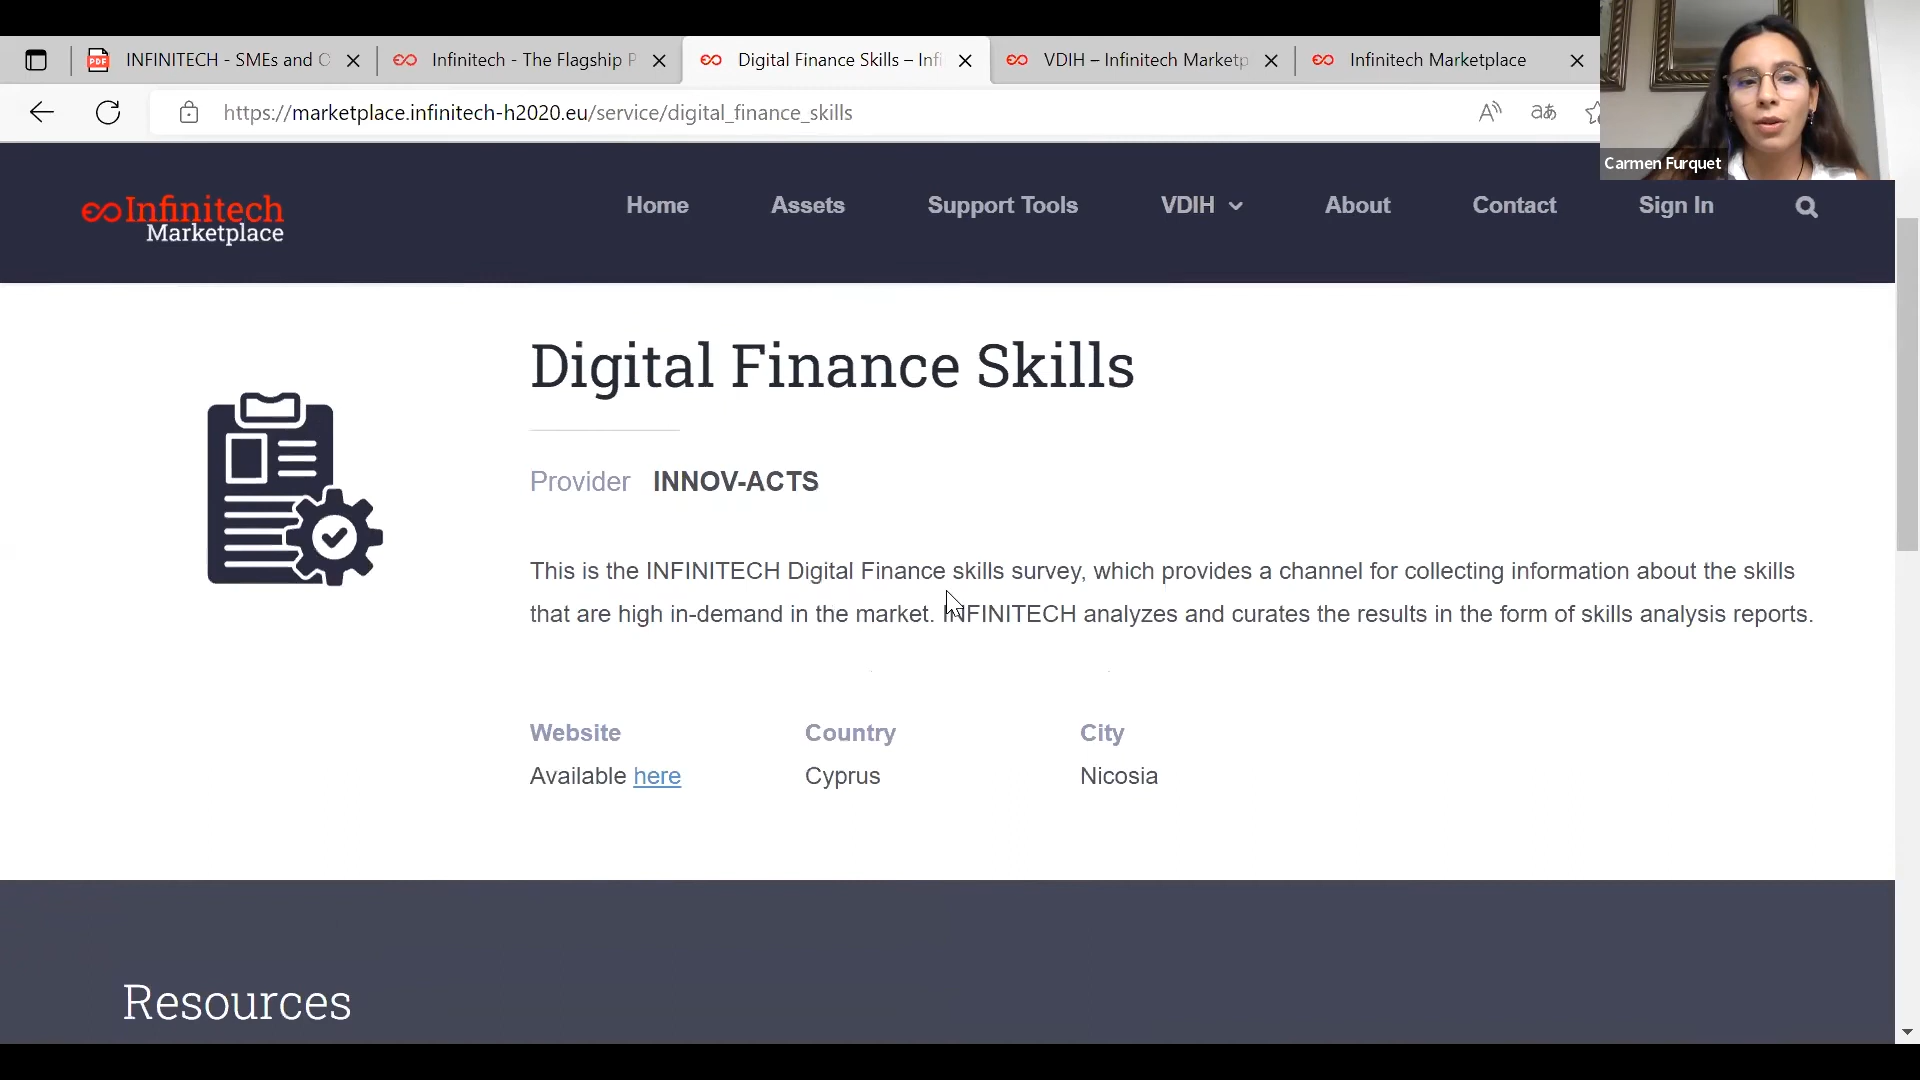 INFINITECH - SMEs and O
Infinitech - The Flagship P
Digital Finance Skills – Infi
VDIH – Infinitech Marketp
Infinitech Marketplace
https://marketplace.infinitech-h2020.eu/service/digital_finance_skills
Carmen Furquet
Infinitech
Marketplace
Home
Assets
Support Tools
VDIH
About
Contact
Sign In
Digital Finance Skills
Provider INNOV-ACTS
This is the INFINITECH Digital Finance skills survey, which provides a channel for collecting information about the skills
that are high in-demand in the market. INFINITECH analyzes and curates the results in the form of skills analysis reports.
Website
Country
City
Available here
Cyprus
Nicosia
Resources